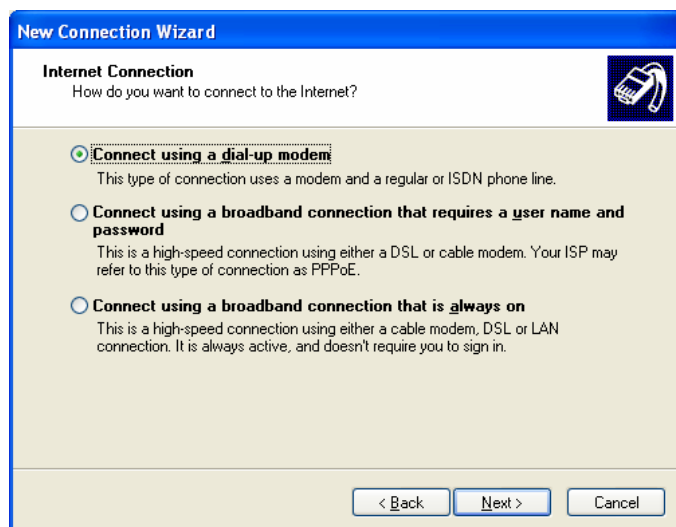 New Connection Wizard
Internet Connection
How do you want to connect to the Internet?
Connect using a dial-up modem
This type of connection uses a modem and a regular or ISDN phone line.
Connect using a broadband connection that requires a user name and
password
This is a high-speed connection using either a DSL or cable modem. Your ISP may
refer to this type of connection as PPPoE.
Connect using a broadband connection that is always on
This is a high-speed connection using either a cable modem, DSL or LAN
connection. It is always active, and doesn't require you to sign in.
< Back Next > Cancel